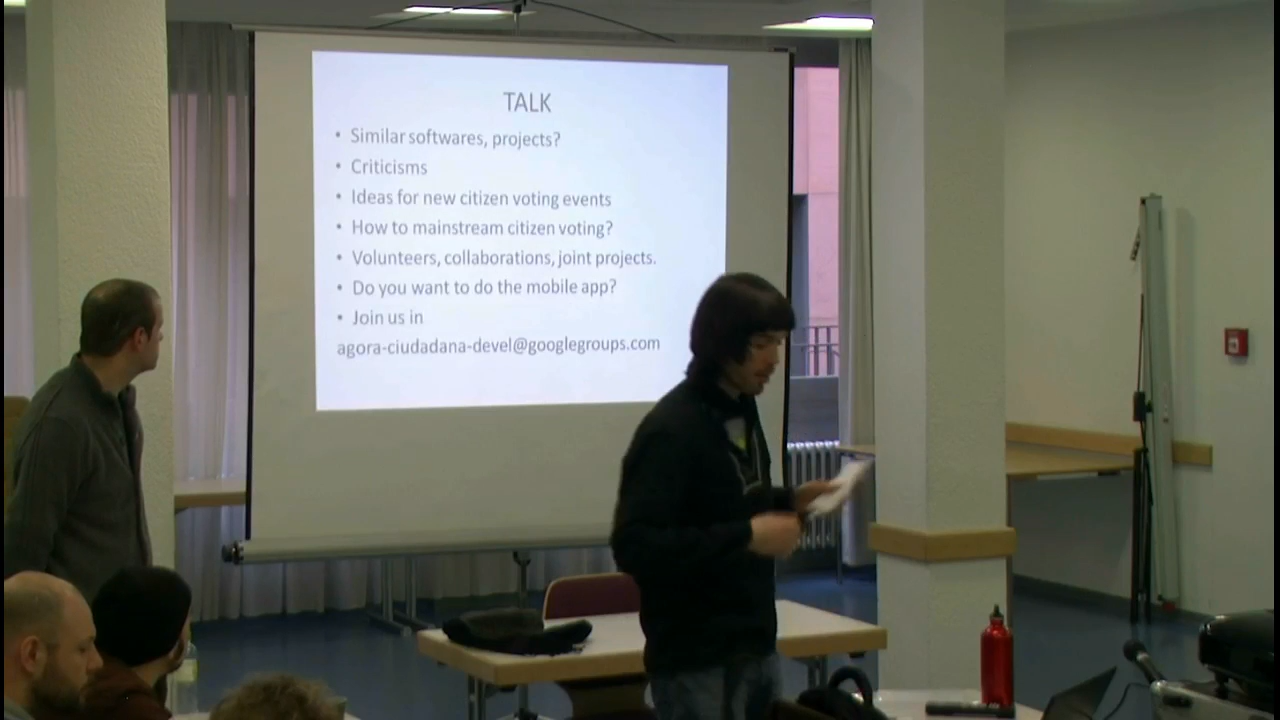 TALK
• Similar softwares, projects?
• Criticisms
• Ideas for new citizen voting events
• How to mainstream citizen voting?
• Volunteers, collaborations, joint projects.
• Do you want to do the mobile app?
• Join us in
agora-ciudadana-devel@googlegroups.com